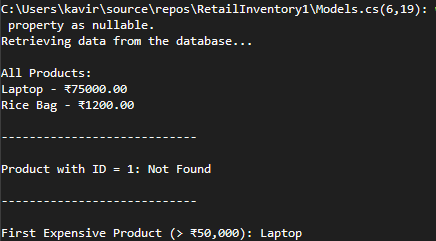 C:\Users\kavir\source\repos\RetailInventory1\Models.cs(6,19):
property as nullable.
Retrieving data from the database...
All Products:
Laptop - ₹75000.00
Rice Bag - ₹1200.00
----------------------------
Product with ID = 1: Not Found
----------------------------
First Expensive Product (> ₹50,000): Laptop